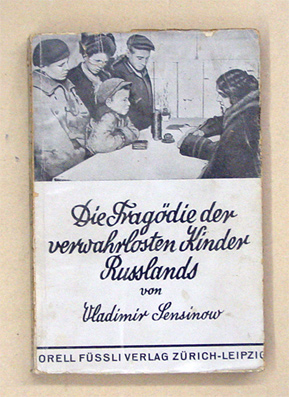 Die Tragödie der
verwahrlosten Kinder
Russlands
von
Vladimir Sensinow
ORELL FÜSSLI VERLAG ZÜRICH-LEIPZIG